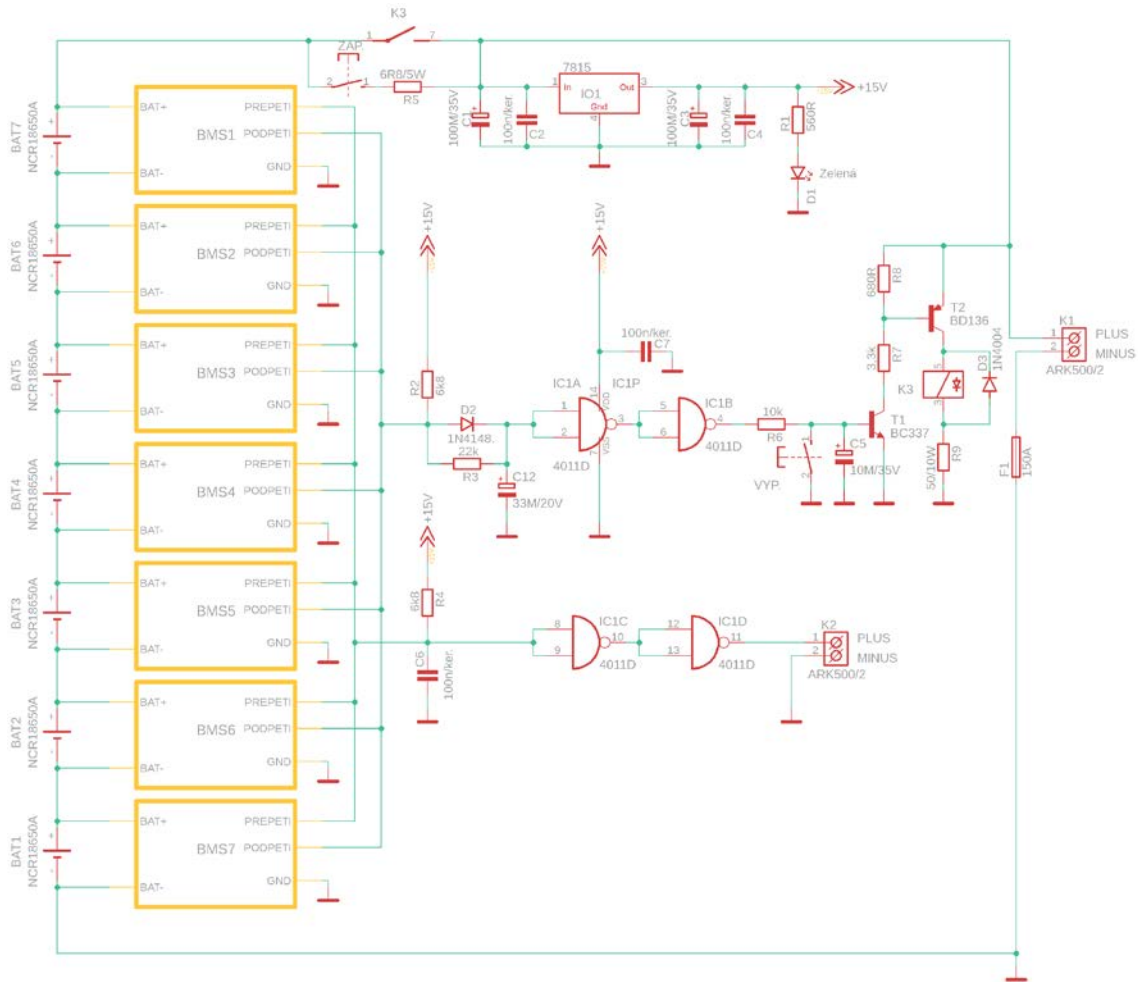 K3
1
7
ZAP.
2
1
6R8/5W
R5
7815
1
In
Out
3
IO1
Gnd
4
+15V
100M/35V
C1
100n/ker.
C2
100M/35V
C3
100n/ker.
C4
R1
560R
Zelená
D1
BAT7
NCR18650A
+
-
BAT+
BAT-
BMS1
PREPETI
PODPETI
GND
BAT6
NCR18650A
+
-
BAT+
BAT-
BMS2
PREPETI
PODPETI
GND
BAT5
NCR18650A
+
-
BAT+
BAT-
BMS3
PREPETI
PODPETI
GND
BAT4
NCR18650A
+
-
BAT+
BAT-
BMS4
PREPETI
PODPETI
GND
BAT3
NCR18650A
+
-
BAT+
BAT-
BMS5
PREPETI
PODPETI
GND
BAT2
NCR18650A
+
-
BAT+
BAT-
BMS6
PREPETI
PODPETI
GND
BAT1
NCR18650A
+
-
BAT+
BAT-
BMS7
PREPETI
PODPETI
GND
+15V
R2
6k8
D2
1N4148.
22k
R3
C12
33M/20V
+15V
100n/ker.
C7
IC1A
IC1P
14
VDD
1
2
3
7
VSS
4011D
IC1B
5
6
4
4011D
10k
R6
1
2
VYP.
C5
10M/35V
680R
R8
3.3k
R7
T1
BC337
T2
BD136
K3
5
3
D3
1N4004
50/10W
R9
K1
1
PLUS
2
MINUS
ARK500/2
F1
150A
+15V
6k8
R4
C6
100n/ker.
IC1C
8
9
10
4011D
IC1D
12
13
11
4011D
K2
1
PLUS
2
MINUS
ARK500/2